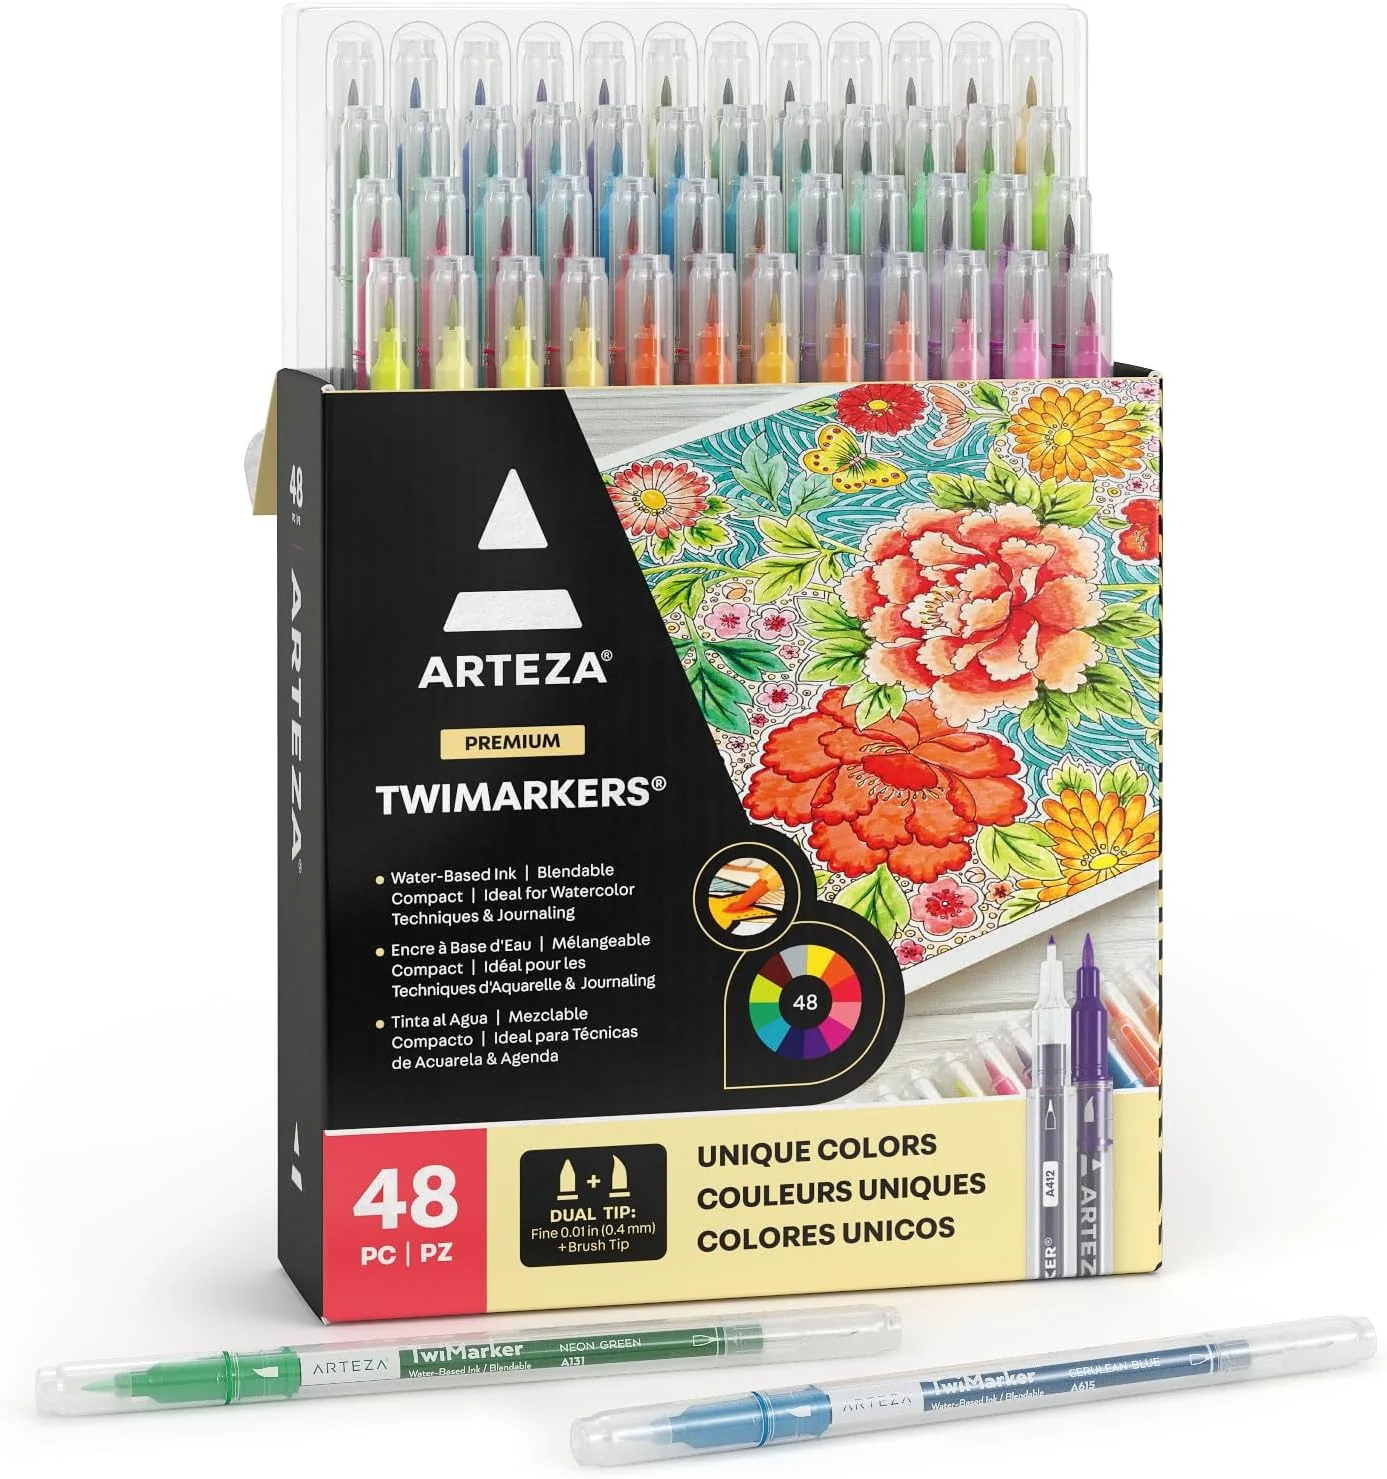 48
PC | PZ
ARTEZA®
ARTEZA®
PREMIUM
TWIMARKERS®
Water-Based Ink | Blendable
Compact | Ideal for Watercolor
Techniques & Journaling
Encre à Base d'Eau | Mélangeable
Compact | Idéal pour les
Techniques d'Aquarelle & Journaling
Tinta al Agua | Mezclable
Compacto | Ideal para Técnicas
de Acuarela & Agenda
48
48
PC | PZ
DUAL TIP:
Fine 0.01 in (0.4 mm)
+ Brush Tip
UNIQUE COLORS
COULEURS UNIQUES
COLORES UNICOS
A412
KER®
ARTEZ
ARTEZA
TwiMarker
Water-Based Ink / Blendable
NEON GREEN
A131
ARTEZA
TwiMarker
Water-Based Ink / Blendable
CERULEAN BLUE
A615